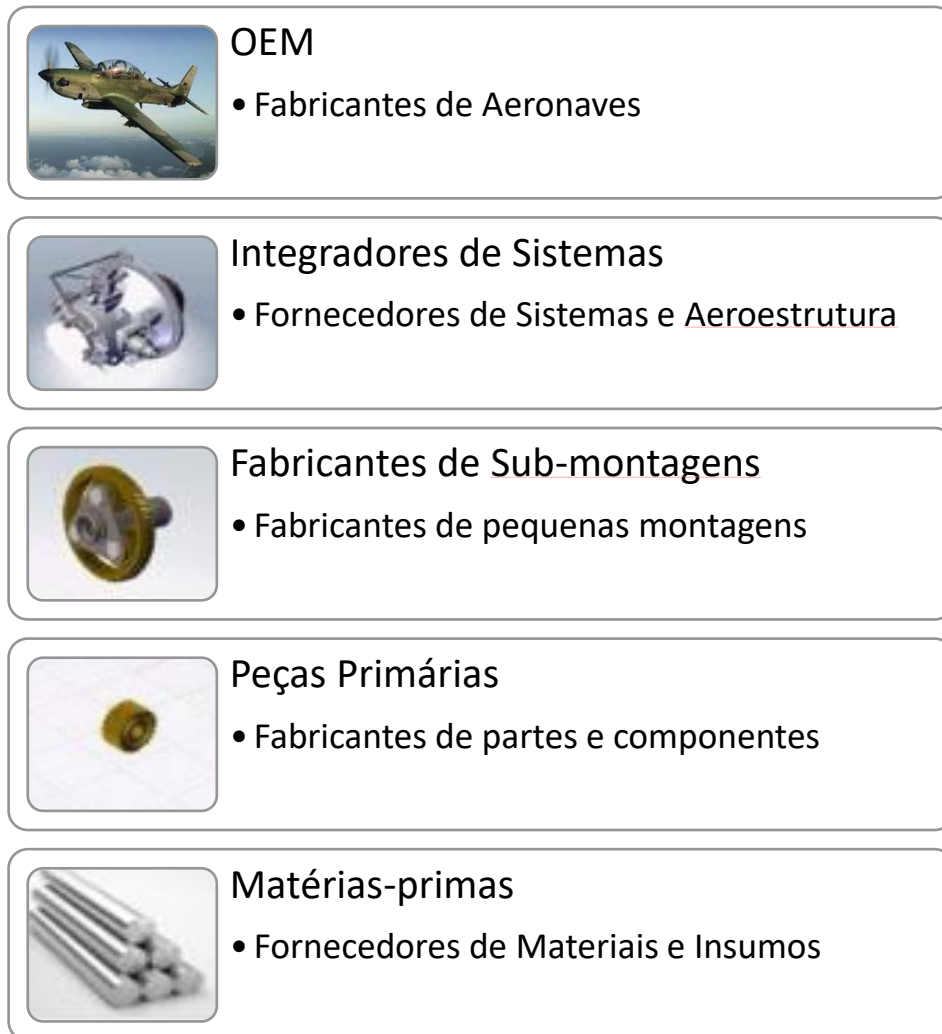 OEM
• Fabricantes de Aeronaves
Integradores de Sistemas
• Fornecedores de Sistemas e Aeroestrutura
Fabricantes de Sub-montagens
• Fabricantes de pequenas montagens
Peças Primárias
• Fabricantes de partes e componentes
Matérias-primas
• Fornecedores de Materiais e Insumos